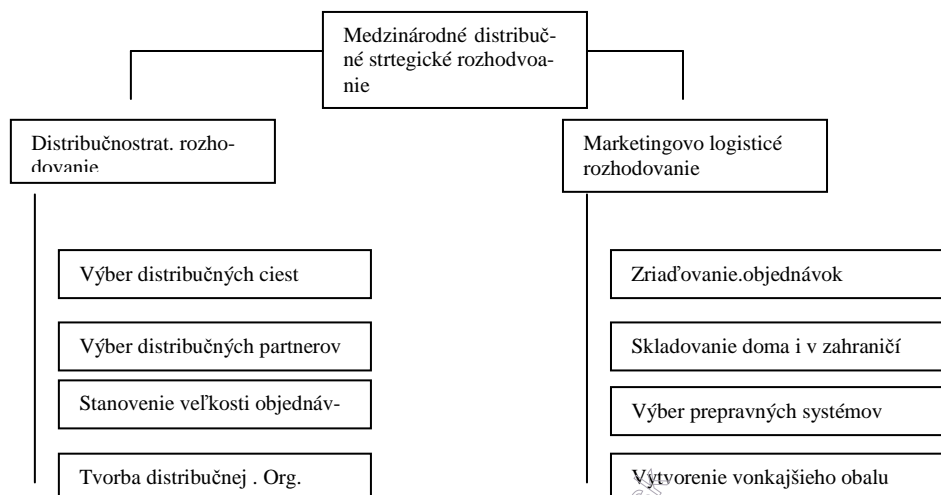 Medzinárodné distribuč-
né strtegické rozhodvoa-
nie
Distribučnostrat. rozho-
dovanie
Marketingovo logisticé
rozhodovanie
Výber distribučných ciest
Výber distribučných partnerov
Stanovenie veľkosti objednáv-
Tvorba distribučnej . Org.
Zriaďovanie.objednávok
Skladovanie doma i v zahraničí
Výber prepravných systémov
Vytvorenie vonkajšieho obalu